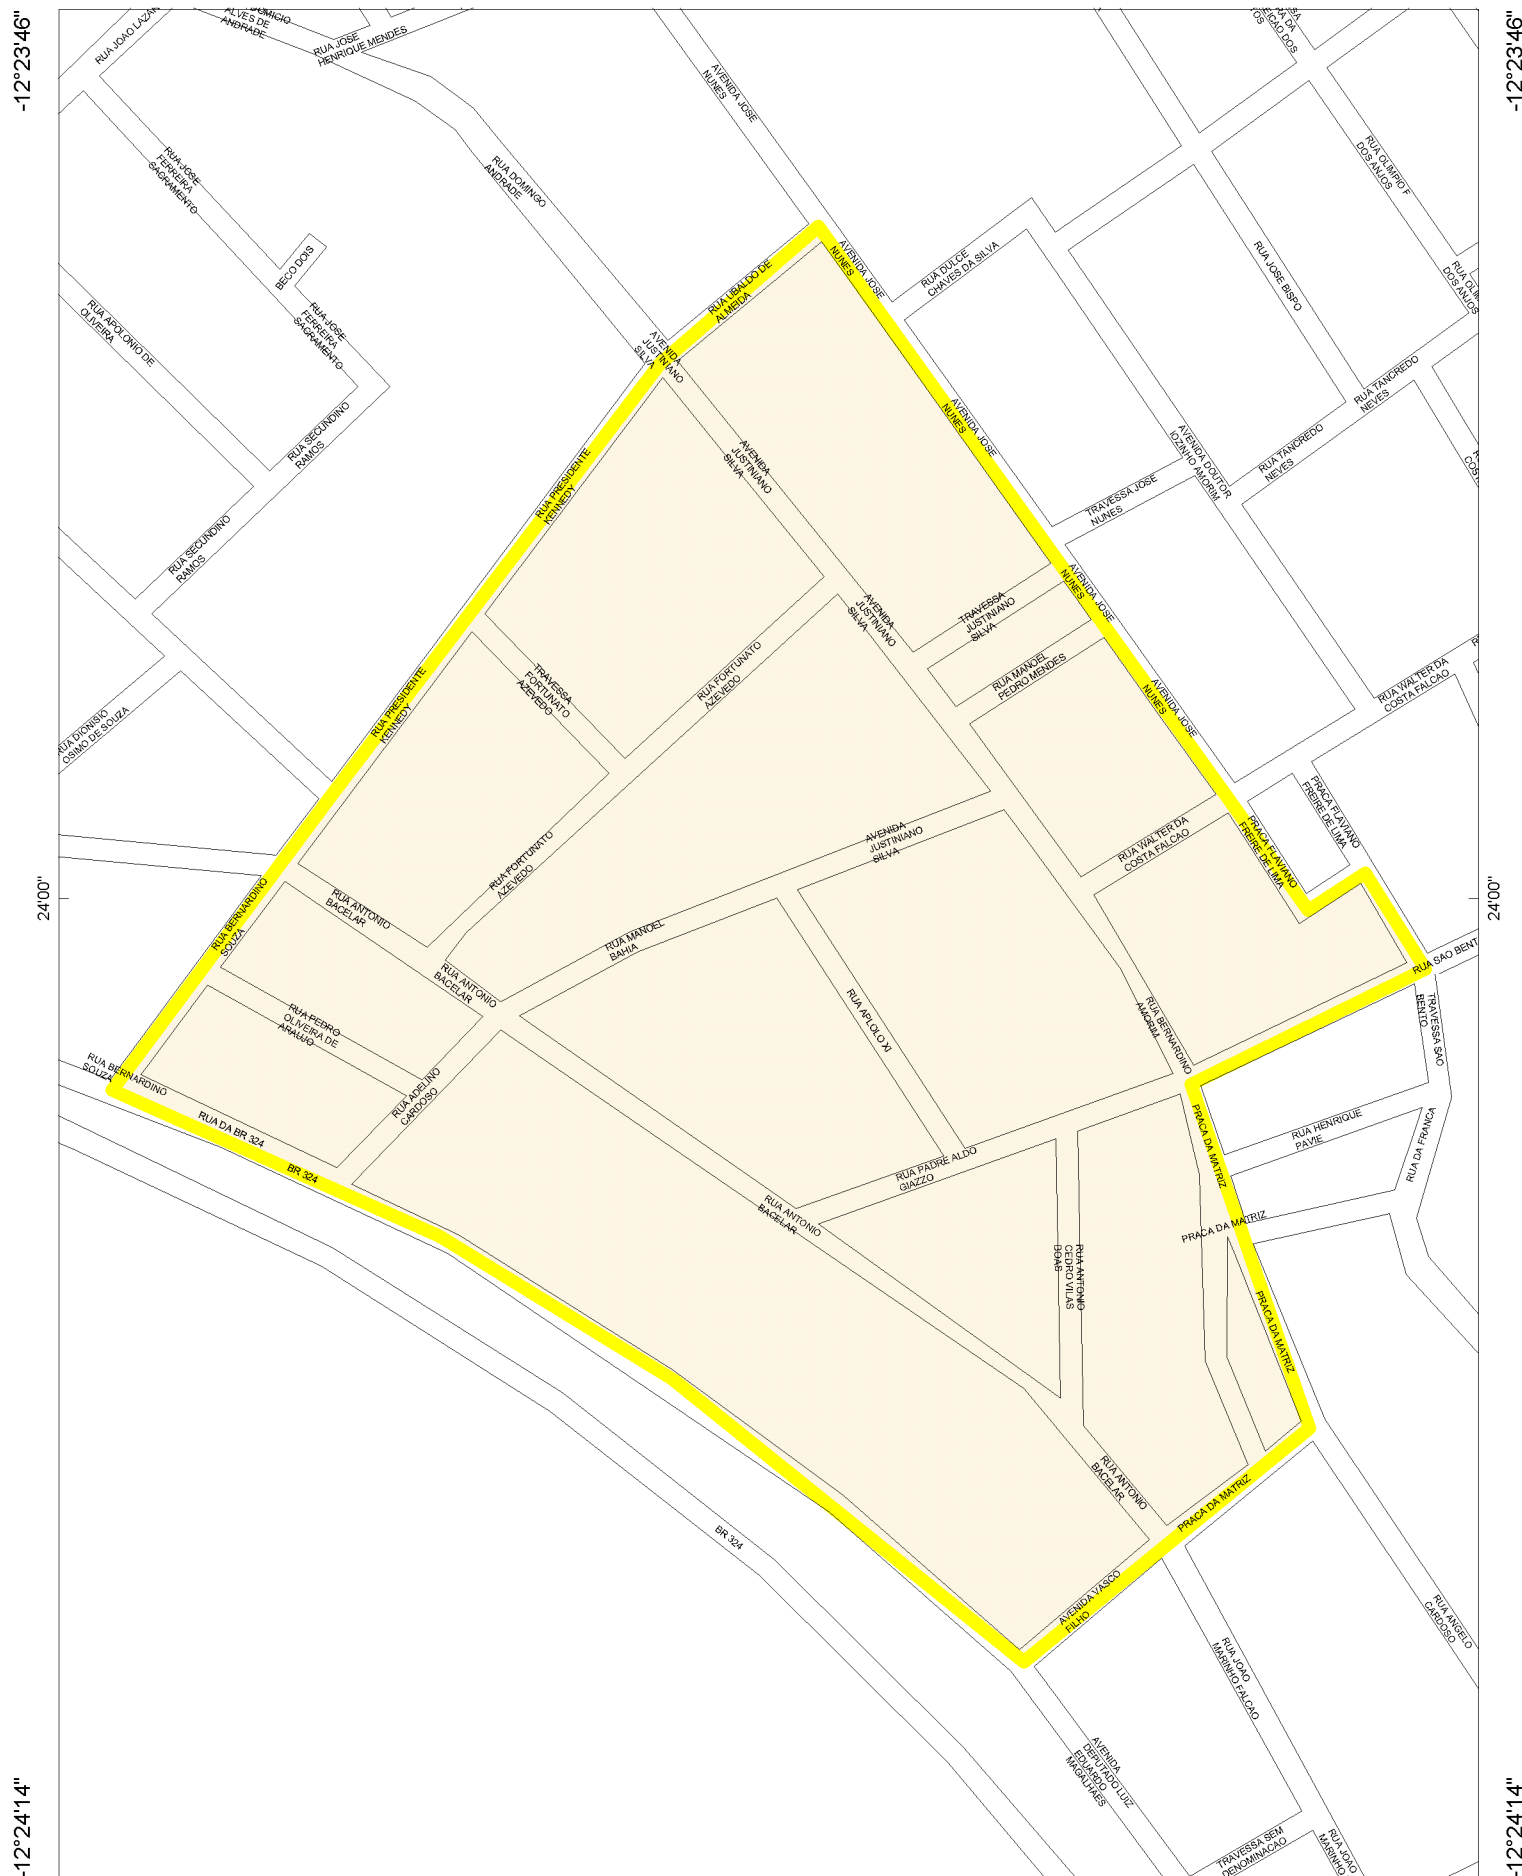 -12°23'46"
-12°23'46"
RUA JOAO LAZAR
ALVES DE
ANDRADE
RUA JOSE
HENRIQUE MENDES
AVENIDA JOSE
NUNES
RUA JOSE
FERREIRA
SACRAMENTO
RUA DOMINGO
ANDRADE
RUA OLIMPIO F
DOS ANJOS
BECO DOIS
RUA UBALDO DE
ALMEIDA
AVENIDA JOSE
NUNES
RUA DULCE
CHAVES DA SILVA
RUA JOSE BISPO
DOS ANJOS
RUA APOLONIO DE
OLIVEIRA
RUA JOSE
FERREIRA
SACRAMENTO
AVENIDA
JUSTINIANO
SILVA
RUA TANCREDO
NEVES
RUA SECUNDINO
RAMOS
AVENIDA JOSE
NUNES
RUA TANCREDO
NEVES
AVENIDA DOUTOR
IOZINHO AMORIM
RUA PRESIDENTE
KENNEDY
AVENIDA
JUSTINIANO
SILVA
TRAVESSA JOSE
NUNES
RUA SECUNDINO
RAMOS
AVENIDA JOSE
NUNES
AVENIDA
JUSTINIANO
SILVA
TRAVESSA
JUSTINIANO
SILVA
RUA MANOEL
PEDRO MENDES
RUA FORTUNATO
AZEVEDO
TRAVESSA
FORTUNATO
AZEVEDO
RUA WALTER DA
COSTA FALCAO
RUA PRESIDENTE
KENNEDY
AVENIDA JOSE
NUNES
RUA DIONISIO
OSIMO DE SOUZA
PRACA FLAVIANO
FREIRE DE LIMA
AVENIDA
JUSTINIANO
SILVA
RUA WALTER DA
COSTA FALCAO
PRACA FLAVIANO
FREIRE DE LIMA
RUA FORTUNATO
AZEVEDO
24'00"
24'00"
RUA BERNARDINO
SOUZA
RUA ANTONIO
BACELAR
RUA MANOEL
BAHIA
RUA SAO BENT
RUA ANTONIO
BACELAR
RUA APLOLO XI
RUA BERNARDINO
AMORIM
TRAVESSA SAO
BENTO
RUA PEDRO
OLIVEIRA DE
ARAUJO
RUA BERNARDINO
SOUZA
RUA ADELINO
CARDOSO
RUA DA BR 324
PRACA DA MATRIZ
RUA HENRIQUE
PAVIE
RUA DA FRANCA
BR 324
RUA PADRE ALDO
GIAZZO
RUA ANTONIO
BACELAR
PRACA DA MATRIZ
RUA ANTONIO
CEDRO VILAS
BOAS
PRACA DA MATRIZ
RUA ANTONIO
BACELAR
PRACA DA MATRIZ
BR 324
AVENIDA VASCO
FILHO
RUA ANGELO
CARDOSO
RUA JOAO
MARINHO FALCAO
AVENIDA
DEPUTADO LUIZ
EDUARDO
MAGALHAES
TRAVESSA SEM
DENOMINACAO
RUA JOAO
MARINHO
-12°24'14"
-12°24'14"